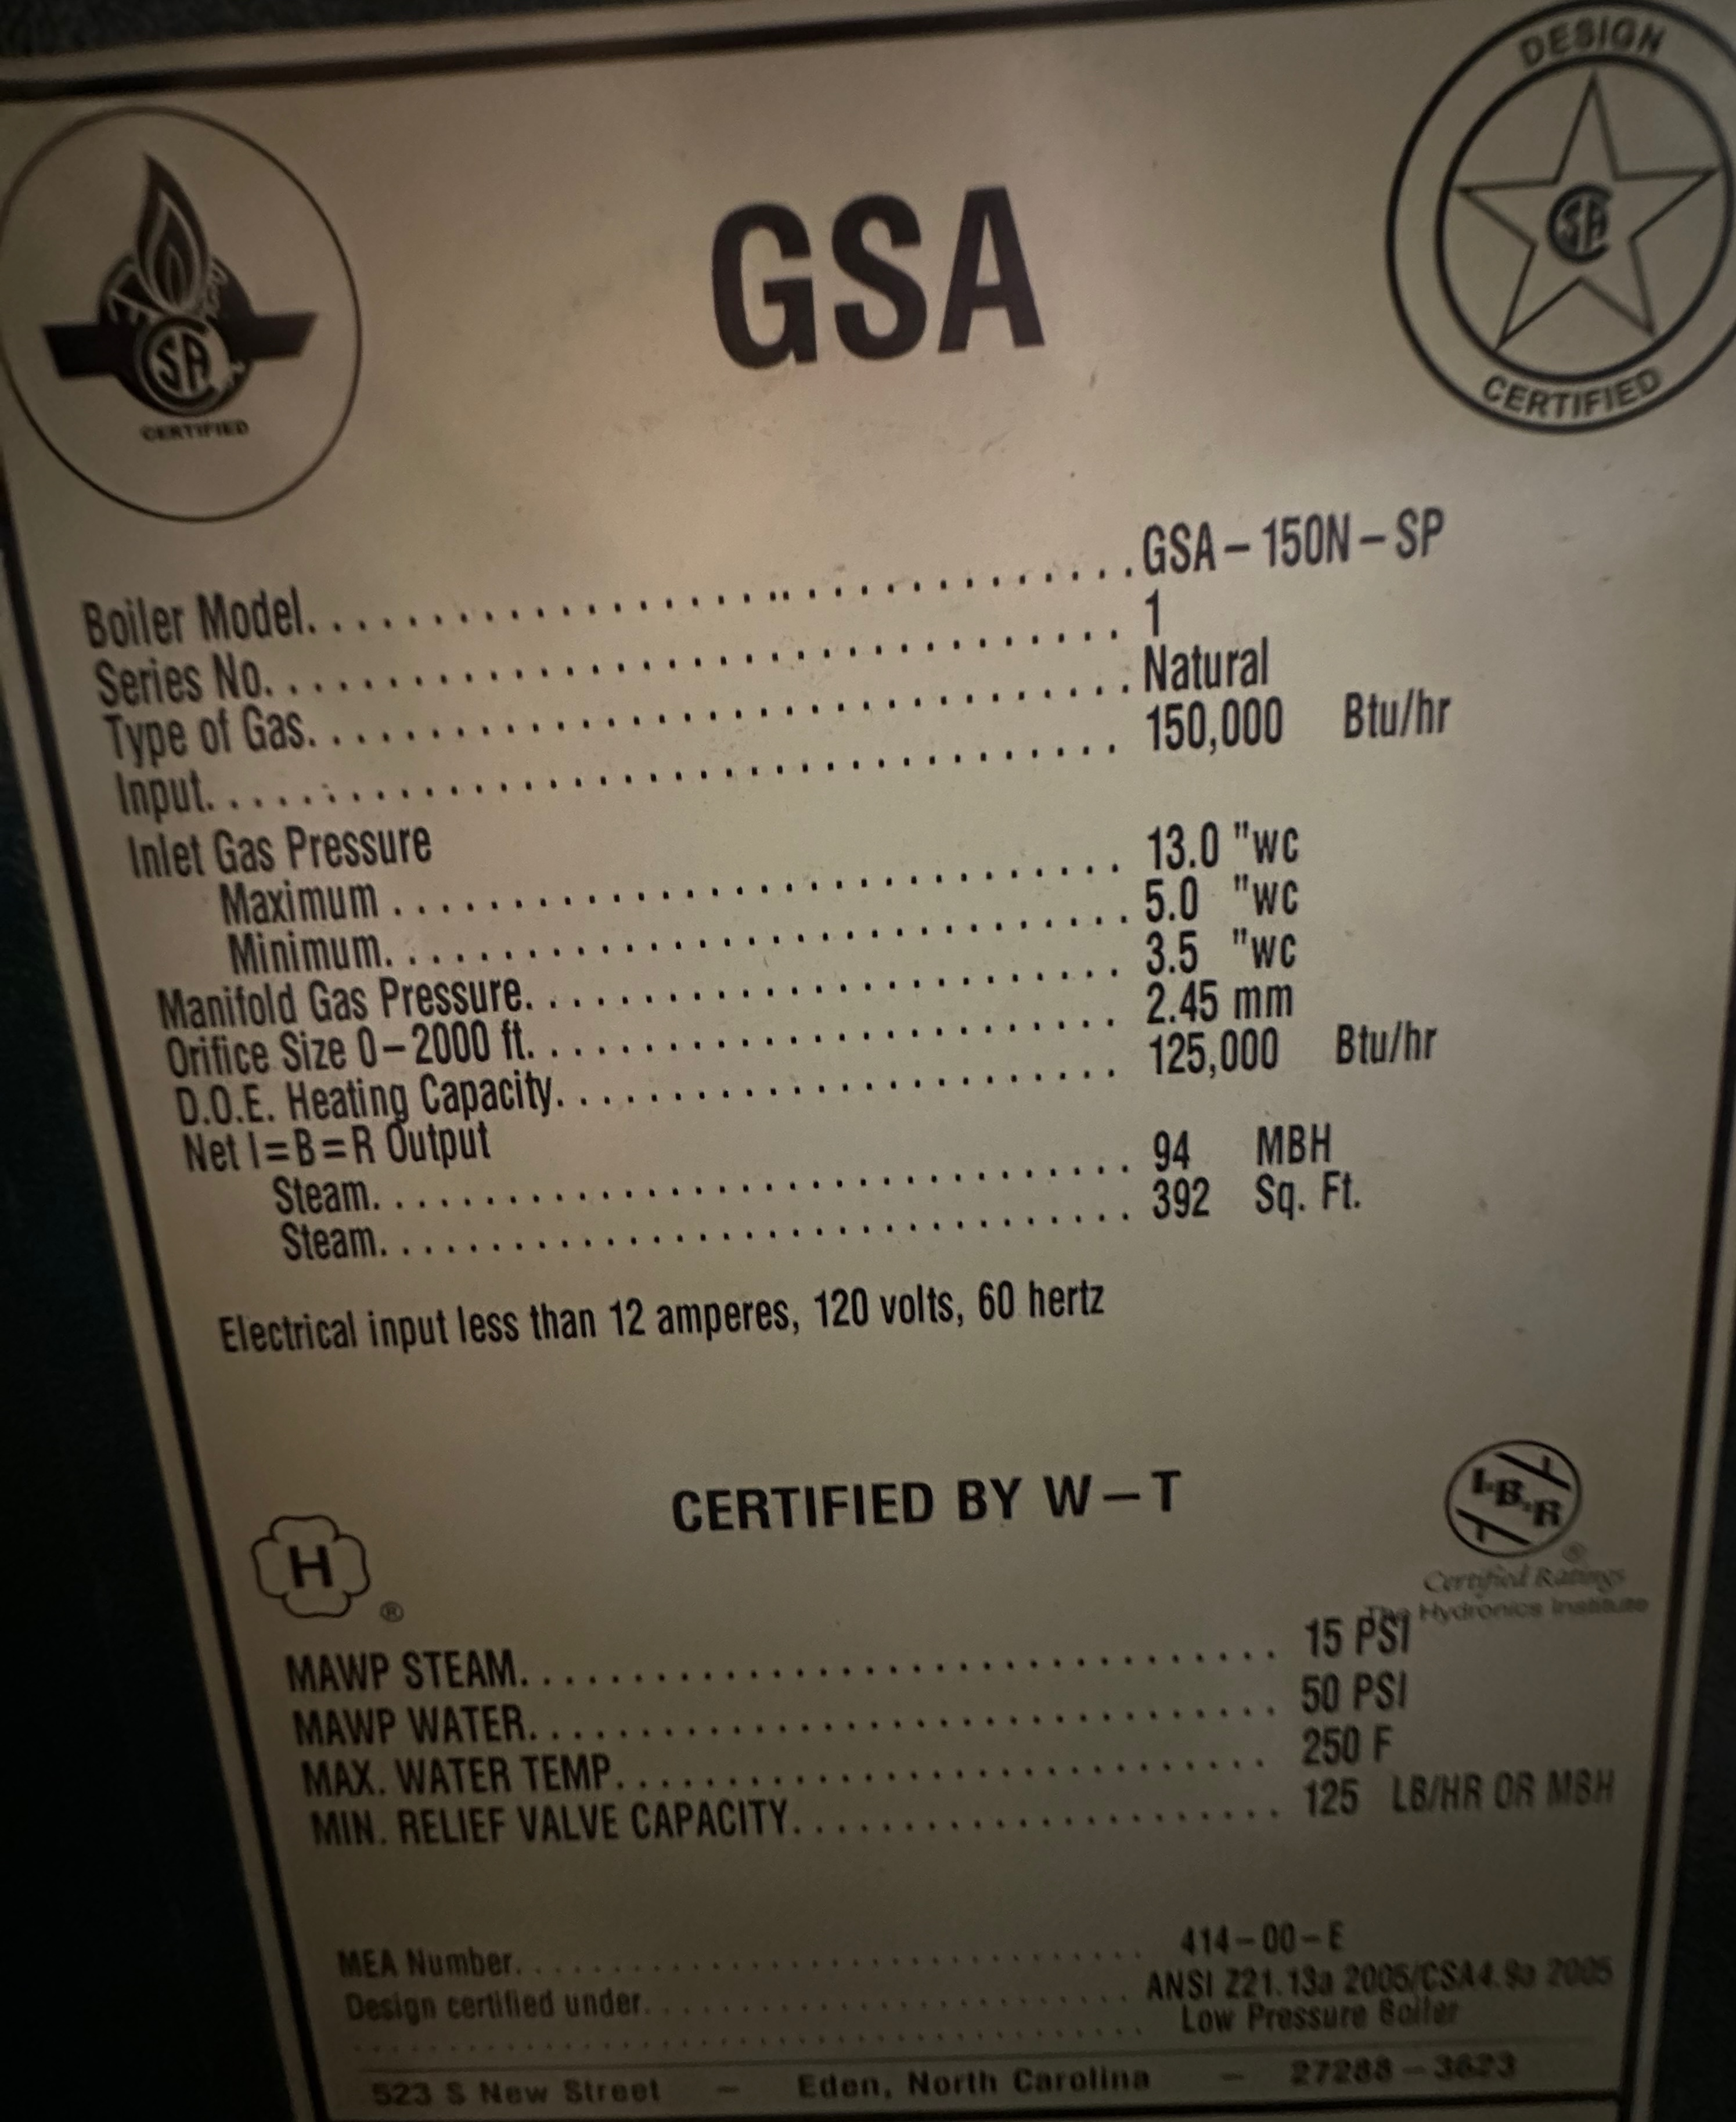 DESIGN
CSA
CERTIFIED
CSA
CERTIFIED
GSA
Boiler Model. . . . . . . . . . . . . . . . . . . . . . . . . . . . . . . . . .GSA – 150N – SP
Series No. . . . . . . . . . . . . . . . . . . . . . . . . . . . . . . . . . . 1
Type of Gas. . . . . . . . . . . . . . . . . . . . . . . . . . . . . . . . . . Natural
Input. . . . . . . . . . . . . . . . . . . . . . . . . . . . . . . . . . . . . 150,000 Btu/hr
Inlet Gas Pressure
Maximum . . . . . . . . . . . . . . . . . . . . . . . . . . . . . . 13.0 "wc
Minimum. . . . . . . . . . . . . . . . . . . . . . . . . . . . . . . 5.0 "wc
Manifold Gas Pressure. . . . . . . . . . . . . . . . . . . . . . . . . 3.5 "wc
Orifice Size 0 – 2000 ft. . . . . . . . . . . . . . . . . . . . . . . . . 2.45 mm
D.O.E. Heating Capacity. . . . . . . . . . . . . . . . . . . . . . . . 125,000 Btu/hr
Net I=B=R Output
Steam. . . . . . . . . . . . . . . . . . . . . . . . . . . . . . . . 94 MBH
Steam. . . . . . . . . . . . . . . . . . . . . . . . . . . . . . . . 392 Sq. Ft.
Electrical input less than 12 amperes, 120 volts, 60 hertz
CERTIFIED BY W – T
H ®
I=B=R
®
Certified Ratings
The Hydronics Institute
MAWP STEAM. . . . . . . . . . . . . . . . . . . . . . . . . . . . . . . . 15 PSI
MAWP WATER. . . . . . . . . . . . . . . . . . . . . . . . . . . . . . . . 50 PSI
MAX. WATER TEMP. . . . . . . . . . . . . . . . . . . . . . . . . . . . 250 F
MIN. RELIEF VALVE CAPACITY. . . . . . . . . . . . . . . . . . . . . 125 LB/HR OR MBH
MEA Number. . . . . . . . . . . . . . . . . . . . . . . . . . . . . 414–00–E
Design certified under. . . . . . . . . . . . . . . . . . . . . . . ANSI Z21.13a 2005/CSA4.9a 2005
. . . . . . . . . . . . . . . . . . . . . . . . . . . . . . . . . . . . Low Pressure Boiler
523 S New Street – Eden, North Carolina – 27288–3623